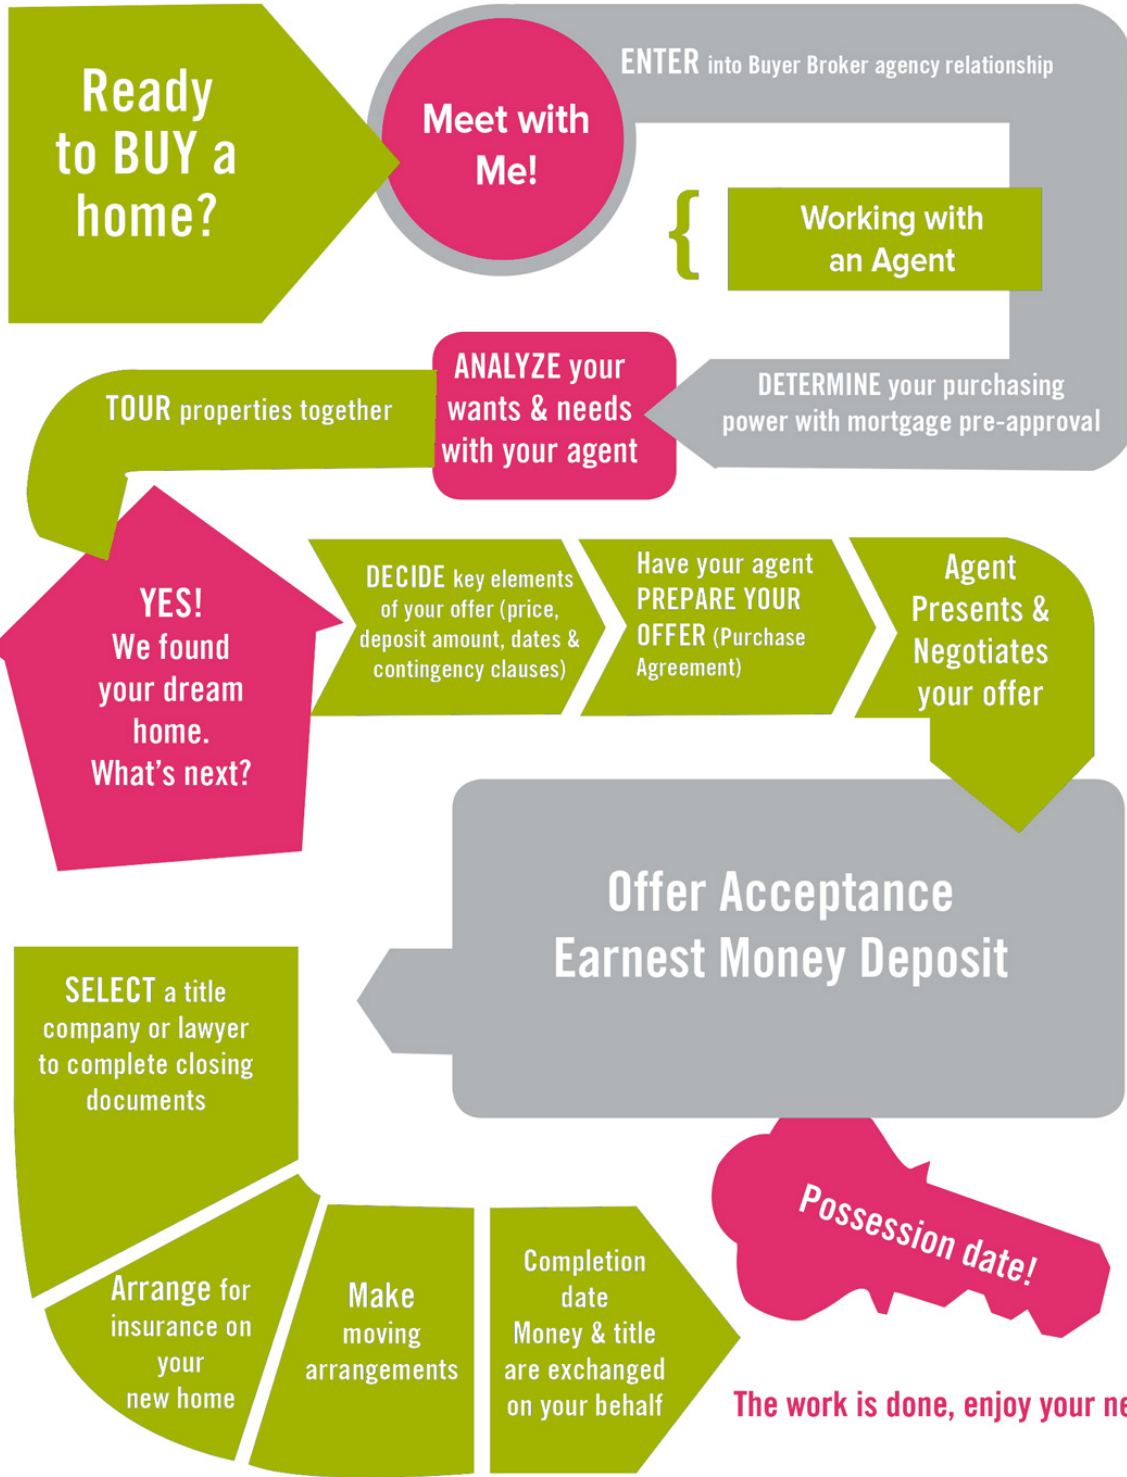 Ready
to BUY a
home?
Meet with
Me!
ENTER into Buyer Broker agency relationship
{
Working with
an Agent
DETERMINE your purchasing
power with mortgage pre-approval
ANALYZE your
wants & needs
with your agent
TOUR properties together
YES!
We found
your dream
home.
What's next?
DECIDE key elements
of your offer (price,
deposit amount, dates &
contingency clauses)
Have your agent
PREPARE YOUR
OFFER (Purchase
Agreement)
Agent
Presents &
Negotiates
your offer
Offer Acceptance
Earnest Money Deposit
SELECT a title
company or lawyer
to complete closing
documents
Arrange for
insurance on
your
new home
Make
moving
arrangements
Completion
date
Money & title
are exchanged
on your behalf
Possession date!
The work is done, enjoy your ne